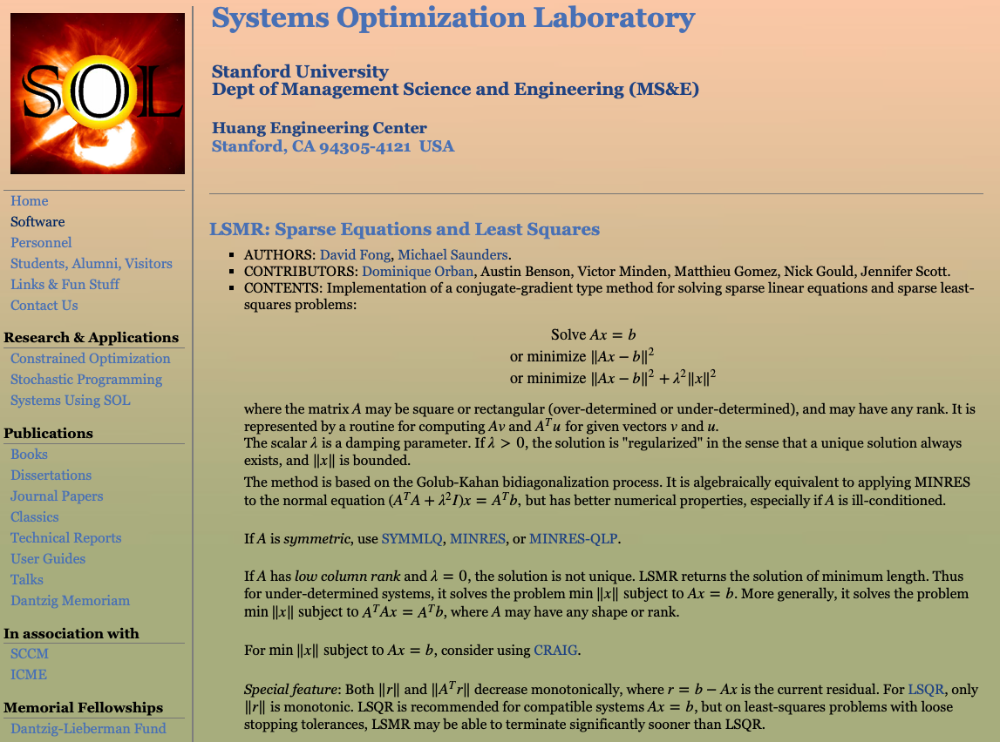 SOL
Home
Software
Personnel
Students, Alumni, Visitors
Links & Fun Stuff
Contact Us
Research & Applications
Constrained Optimization
Stochastic Programming
Systems Using SOL
Publications
Books
Dissertations
Journal Papers
Classics
Technical Reports
User Guides
Talks
Dantzig Memoriam
In association with
SCCM
ICME
Memorial Fellowships
Dantzig-Lieberman Fund
Systems Optimization Laboratory
Stanford University
Dept of Management Science and Engineering (MS&E)
Huang Engineering Center
Stanford, CA 94305-4121 USA
LSMR: Sparse Equations and Least Squares
▪ AUTHORS: David Fong, Michael Saunders.
▪ CONTRIBUTORS: Dominique Orban, Austin Benson, Victor Minden, Matthieu Gomez, Nick Gould, Jennifer Scott.
▪ CONTENTS: Implementation of a conjugate-gradient type method for solving sparse linear equations and sparse least-
squares problems:
Solve Ax = b
or minimize ∥Ax − b∥²
or minimize ∥Ax − b∥² + λ²∥x∥²
where the matrix A may be square or rectangular (over-determined or under-determined), and may have any rank. It is
represented by a routine for computing Av and Aᵀu for given vectors v and u.
The scalar λ is a damping parameter. If λ > 0, the solution is "regularized" in the sense that a unique solution always
exists, and ∥x∥ is bounded.
The method is based on the Golub-Kahan bidiagonalization process. It is algebraically equivalent to applying MINRES
to the normal equation (AᵀA + λ²I)x = Aᵀb, but has better numerical properties, especially if A is ill-conditioned.
If A is symmetric, use SYMMLQ, MINRES, or MINRES-QLP.
If A has low column rank and λ = 0, the solution is not unique. LSMR returns the solution of minimum length. Thus
for under-determined systems, it solves the problem min ∥x∥ subject to Ax = b. More generally, it solves the problem
min ∥x∥ subject to AᵀAx = Aᵀb, where A may have any shape or rank.
For min ∥x∥ subject to Ax = b, consider using CRAIG.
Special feature: Both ∥r∥ and ∥Aᵀr∥ decrease monotonically, where r = b − Ax is the current residual. For LSQR, only
∥r∥ is monotonic. LSQR is recommended for compatible systems Ax = b, but on least-squares problems with loose
stopping tolerances, LSMR may be able to terminate significantly sooner than LSQR.